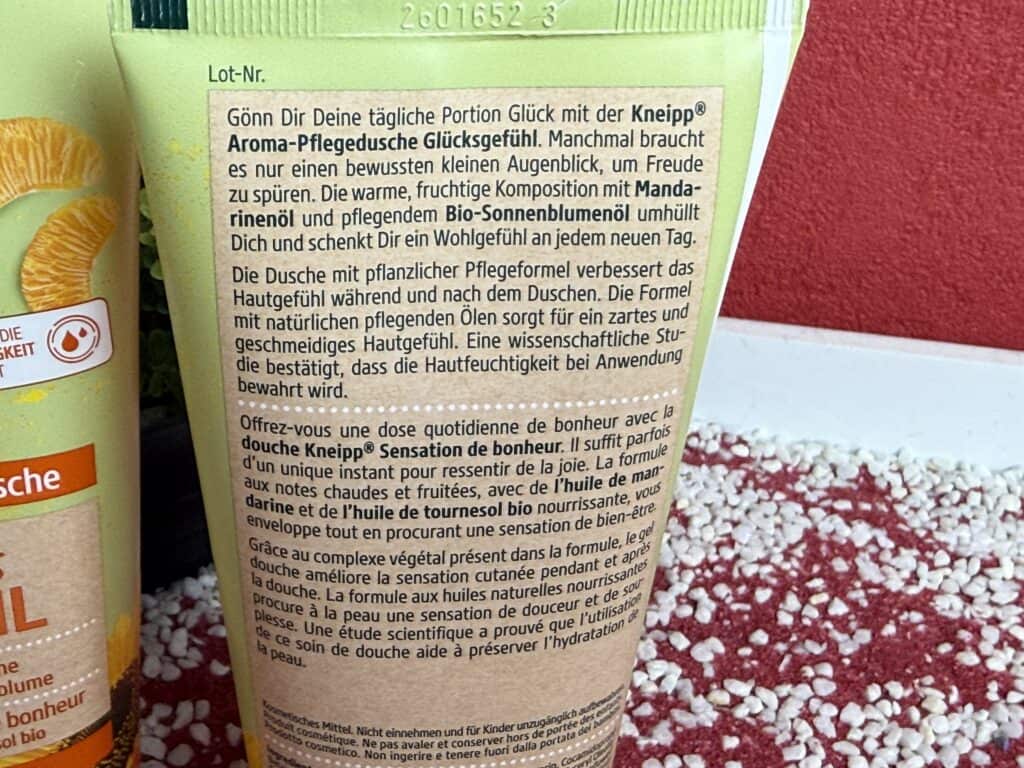 2601652 3
Lot-Nr.
Gönn Dir Deine tägliche Portion Glück mit der Kneipp®
Aroma-Pflegedusche Glücksgefühl. Manchmal braucht
es nur einen bewussten kleinen Augenblick, um Freude
zu spüren. Die warme, fruchtige Komposition mit Manda-
rinenöl und pflegendem Bio-Sonnenblumenöl umhüllt
Dich und schenkt Dir ein Wohlgefühl an jedem neuen Tag.
Die Dusche mit pflanzlicher Pflegeformel verbessert das
Hautgefühl während und nach dem Duschen. Die Formel
mit natürlichen pflegenden Ölen sorgt für ein zartes und
geschmeidiges Hautgefühl. Eine wissenschaftliche Stu-
die bestätigt, dass die Hautfeuchtigkeit bei Anwendung
bewahrt wird.
Offrez-vous une dose quotidienne de bonheur avec la
douche Kneipp® Sensation de bonheur. Il suffit parfois
d'un unique instant pour ressentir de la joie. La formule
aux notes chaudes et fruitées, avec de l'huile de man-
darine et de l'huile de tournesol bio nourrissante, vous
enveloppe tout en procurant une sensation de bien-être.
Grâce au complexe végétal présent dans la formule, le gel
douche améliore la sensation cutanée pendant et après
la douche. La formule aux huiles naturelles nourrissantes
procure à la peau une sensation de douceur et de sou-
plesse. Une étude scientifique a prouvé que l'utilisation
de ce soin de douche aide à préserver l'hydratation de
la peau.
Kosmetisches Mittel. Nicht einnehmen und für Kinder unzugänglich aufbewahren.
Produit cosmétique. Ne pas avaler et conserver hors de portée des enfants.
Prodotto cosmetico. Non ingerire e tenere fuori dalla portata dei
DIE
GKEIT
T
sche
IL
ne
olume
bonheur
sol bio